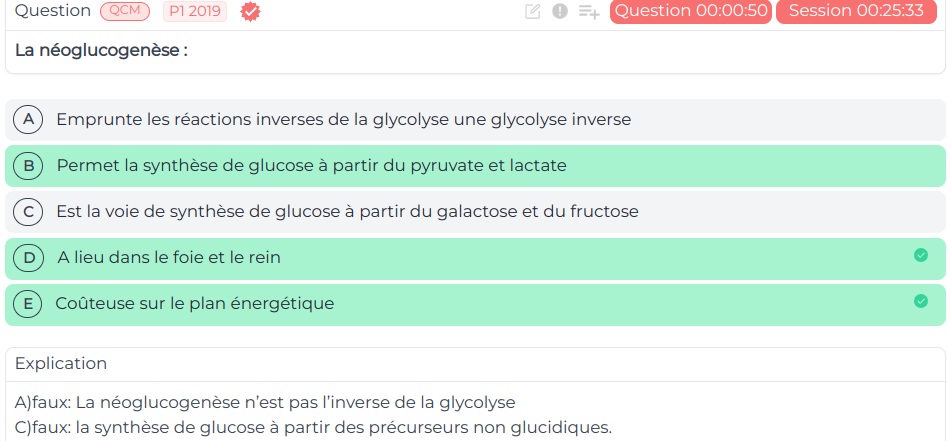 Question QCM P1 2019 Question 00:00:50 Session 00:25:33
La néoglucogenèse :
A Emprunte les réactions inverses de la glycolyse une glycolyse inverse
B Permet la synthèse de glucose à partir du pyruvate et lactate
C Est la voie de synthèse de glucose à partir du galactose et du fructose
D A lieu dans le foie et le rein
E Coûteuse sur le plan énergétique
Explication
A)faux: La néoglucogenèse n’est pas l’inverse de la glycolyse
C)faux: la synthèse de glucose à partir des précurseurs non glucidiques.